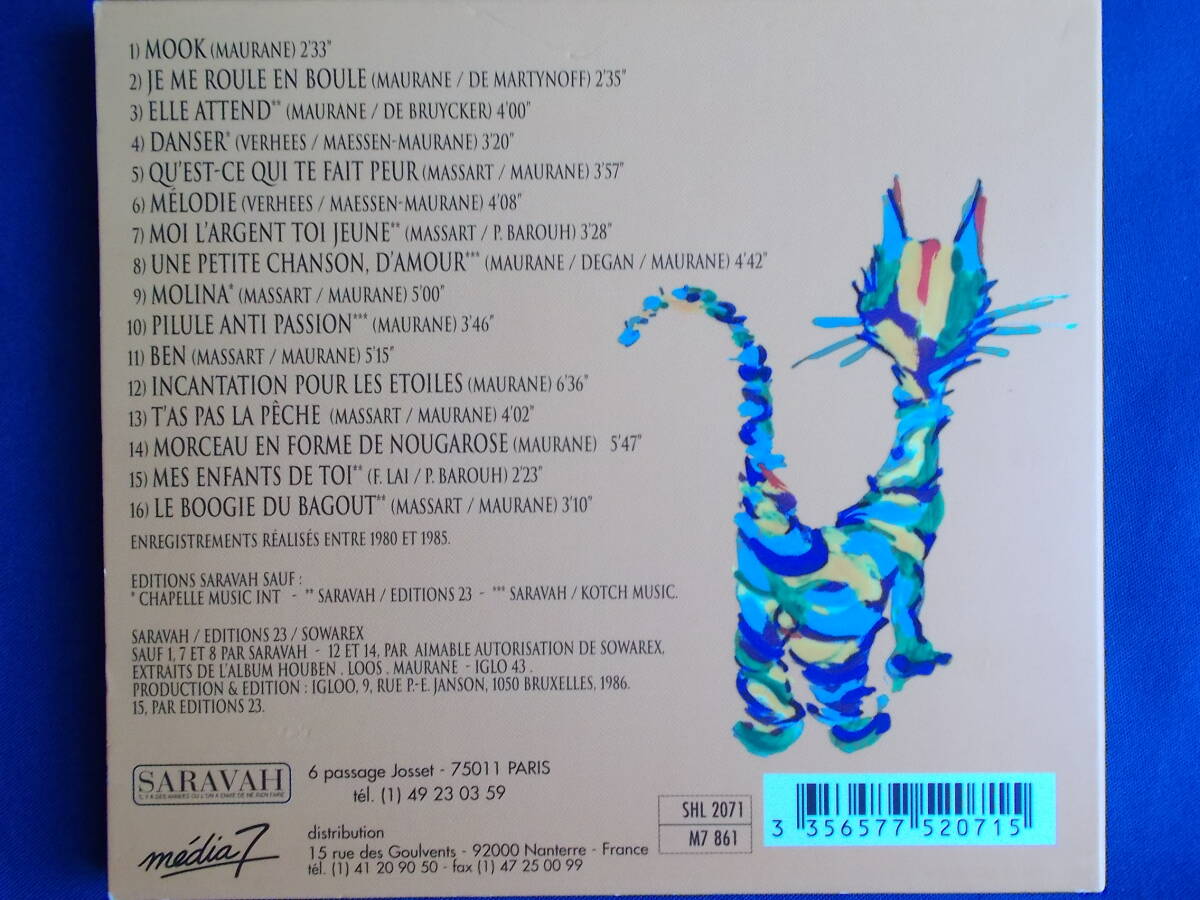 1) MOOK (MAURANE) 2'33"
2) JE ME ROULE EN BOULE (MAURANE / DE MARTYNOFF) 2'35"
3) ELLE ATTEND** (MAURANE / DE BRUYCKER) 4'00"
4) DANSER* (VERHEES / MAESSEN-MAURANE) 3'20"
5) QU'EST-CE QUI TE FAIT PEUR (MASSART / MAURANE) 3'57"
6) MÉLODIE (VERHEES / MAESSEN-MAURANE) 4'08"
7) MOI L'ARGENT TOI JEUNE** (MASSART / P. BAROUH) 3'28"
8) UNE PETITE CHANSON, D'AMOUR*** (MAURANE / DEGAN / MAURANE) 4'42"
9) MOLINA* (MASSART / MAURANE) 5'00"
10) PILULE ANTI PASSION*** (MAURANE) 3'46"
11) BEN (MASSART / MAURANE) 5'15"
12) INCANTATION POUR LES ETOILES (MAURANE) 6'36"
13) T'AS PAS LA PÊCHE (MASSART / MAURANE) 4'02"
14) MORCEAU EN FORME DE NOUGAROSE (MAURANE) 5'47"
15) MES ENFANTS DE TOI** (F. LAI / P. BAROUH) 2'23"
16) LE BOOGIE DU BAGOUT** (MASSART / MAURANE) 3'10"
ENREGISTREMENTS RÉALISÉS ENTRE 1980 ET 1985.
EDITIONS SARAVAH SAUF :
* CHAPELLE MUSIC INT - ** SARAVAH / EDITIONS 23 - *** SARAVAH / KOTCH MUSIC.
SARAVAH / EDITIONS 23 / SOWAREX
SAUF 1, 7 ET 8 PAR SARAVAH - 12 ET 14, PAR AIMABLE AUTORISATION DE SOWAREX,
EXTRAITS DE L'ALBUM HOUBEN . LOOS . MAURANE - IGLO 43 .
PRODUCTION & EDITION : IGLOO, 9, RUE P.-E. JANSON, 1050 BRUXELLES, 1986.
15, PAR EDITIONS 23.
SARAVAH
IL Y A DES ANNEES OU L'ON A ENVIE DE NE RIEN FAIRE
6 passage Josset - 75011 PARIS
tél. (1) 49 23 03 59
média 7
distribution
15 rue des Goulvents - 92000 Nanterre - France
tél. (1) 41 20 90 50 - fax (1) 47 25 00 99
SHL 2071
M7 861
3 356577 520715